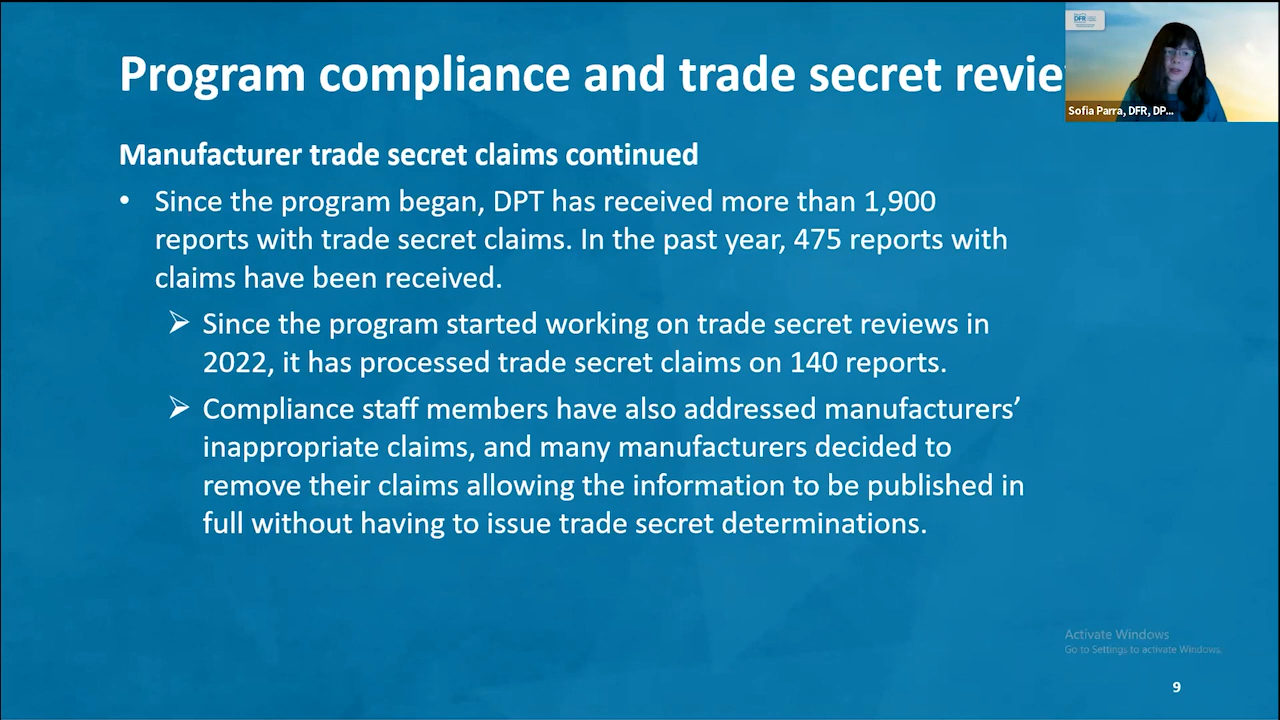 Program compliance and trade secret revie
DFR
Sofia Parra, DFR, DP...
Manufacturer trade secret claims continued
• Since the program began, DPT has received more than 1,900
reports with trade secret claims. In the past year, 475 reports with
claims have been received.
➢ Since the program started working on trade secret reviews in
2022, it has processed trade secret claims on 140 reports.
➢ Compliance staff members have also addressed manufacturers’
inappropriate claims, and many manufacturers decided to
remove their claims allowing the information to be published in
full without having to issue trade secret determinations.
Activate Windows
Go to Settings to activate Windows.
9